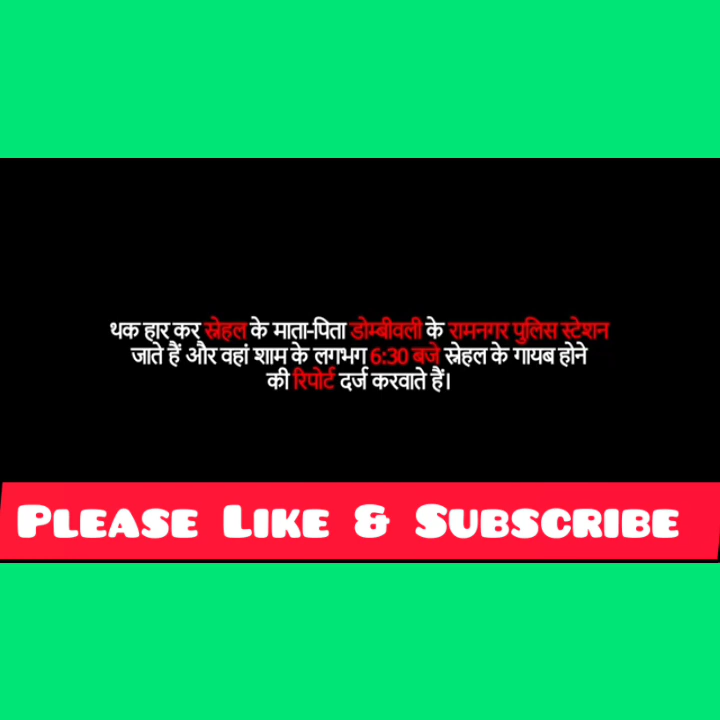 थक हार कर स्नेहल के माता-पिता डोम्बीवली के रामनगर पुलिस स्टेशन
जाते हैं और वहां शाम के लगभग 6:30 बजे स्नेहल के गायब होने
की रिपोर्ट दर्ज करवाते हैं।
PLEASE LIKE & SUBSCRIBE